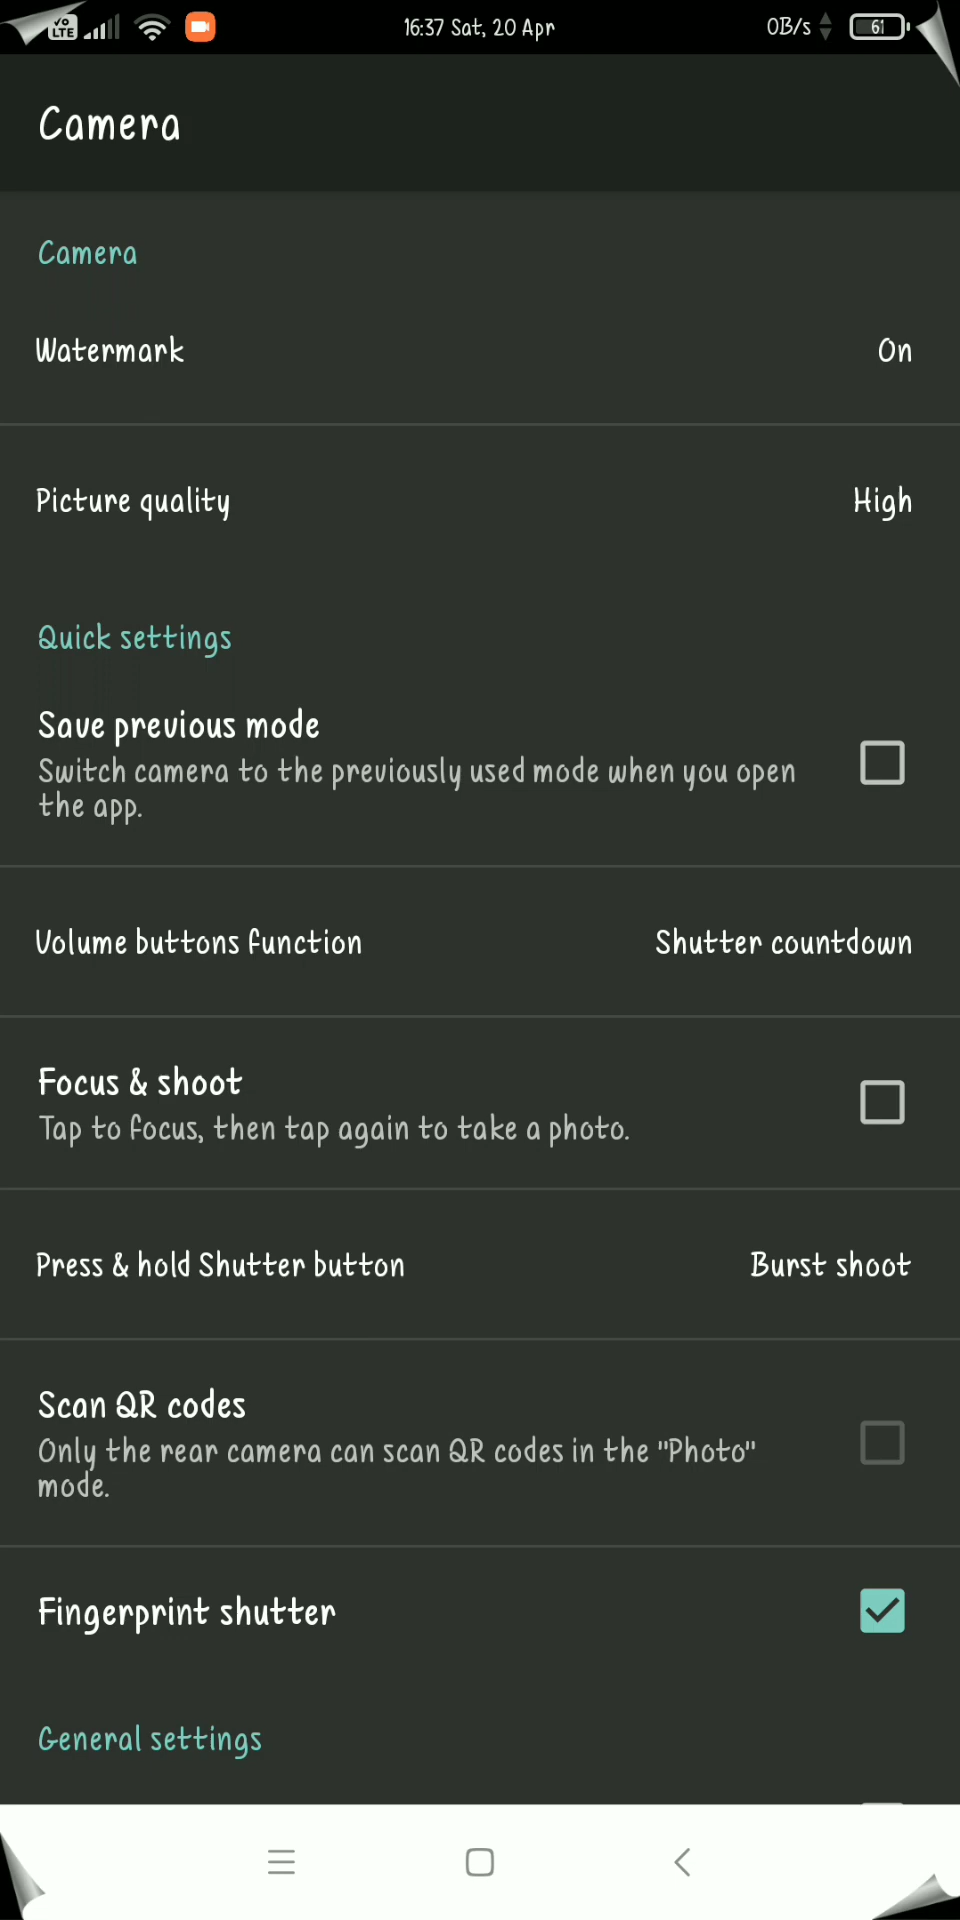 VO LTE 16:37 Sat, 20 Apr 0B/s 61
Camera
Camera
Watermark On
Picture quality High
Quick settings
Save previous mode
Switch camera to the previously used mode when you open
the app.
Volume buttons function Shutter countdown
Focus & shoot
Tap to focus, then tap again to take a photo.
Press & hold Shutter button Burst shoot
Scan QR codes
Only the rear camera can scan QR codes in the "Photo"
mode.
Fingerprint shutter
General settings